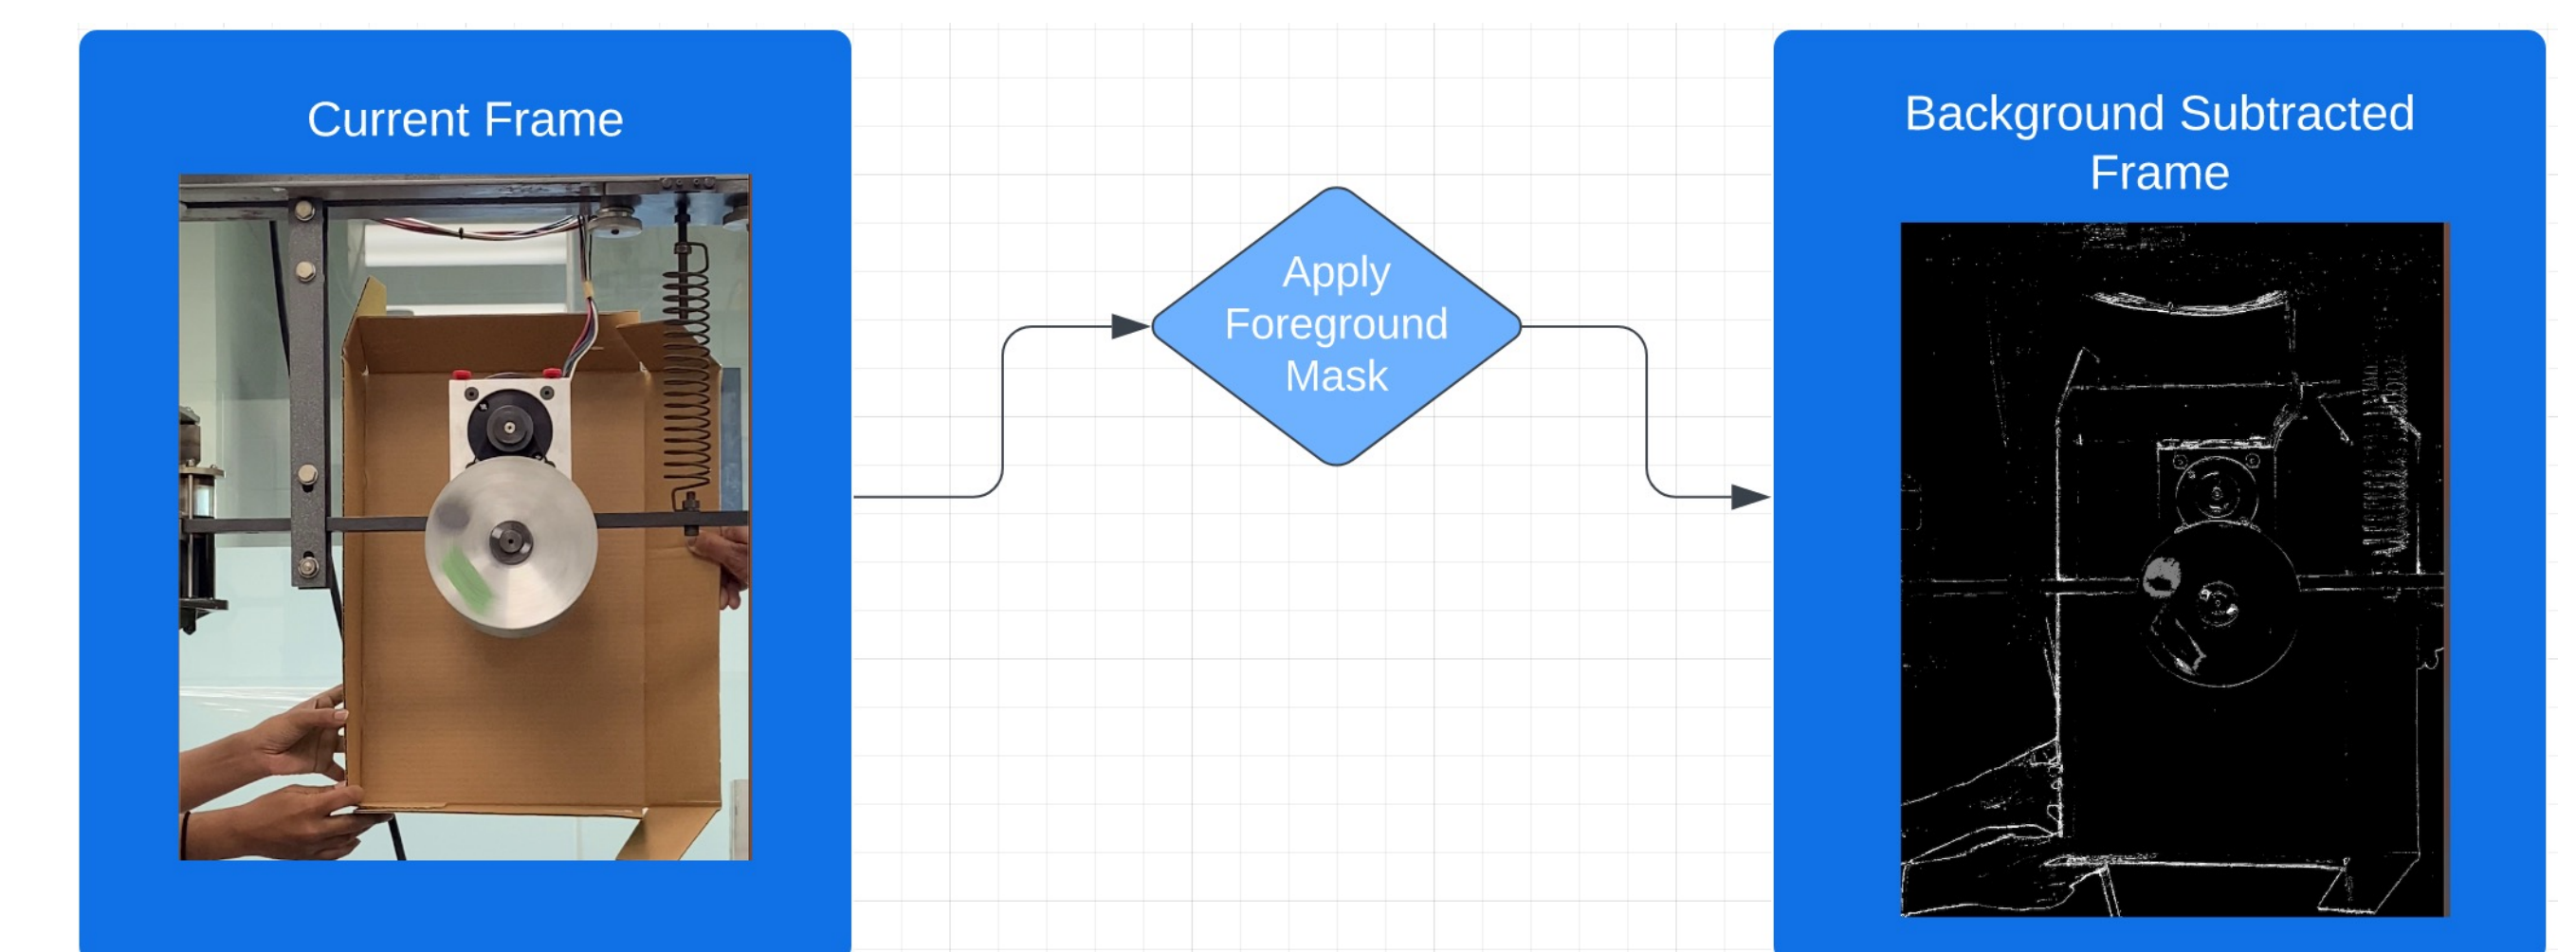 Current Frame
Apply
Foreground
Mask
Background Subtracted
Frame